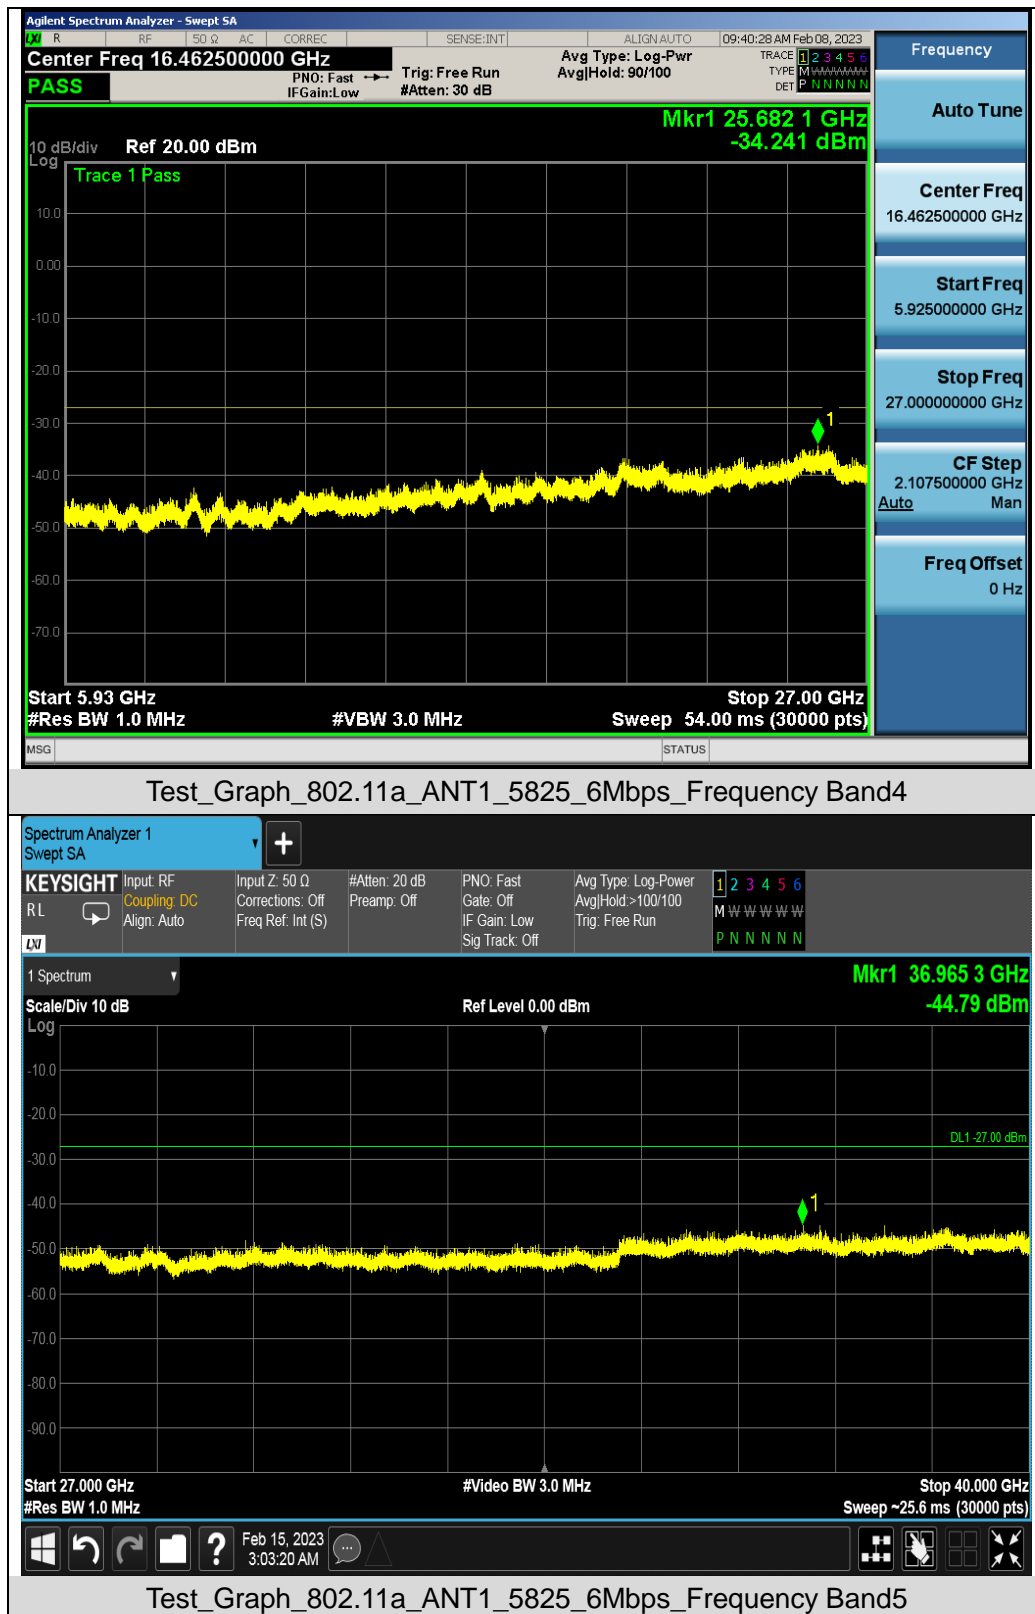 Agilent Spectrum Analyzer - Swept SA
LXI R RF 50 Ω AC CORREC SENSE:INT ALIGN AUTO 09:40:28 AM Feb 08, 2023
Center Freq 16.462500000 GHz
PASS
PNO: Fast
IFGain:Low
Trig: Free Run
#Atten: 30 dB
Avg Type: Log-Pwr
Avg|Hold: 90/100
TRACE 1 2 3 4 5 6
TYPE M W W W W W
DET P N N N N N
Mkr1 25.682 1 GHz
-34.241 dBm
10 dB/div Ref 20.00 dBm
Log
Trace 1 Pass
10.0
0.00
-10.0
-20.0
-30.0
-40.0
-50.0
-60.0
-70.0
1
Start 5.93 GHz Stop 27.00 GHz
#Res BW 1.0 MHz #VBW 3.0 MHz Sweep 54.00 ms (30000 pts)
MSG STATUS
Frequency
Auto Tune
Center Freq
16.462500000 GHz
Start Freq
5.925000000 GHz
Stop Freq
27.000000000 GHz
CF Step
2.107500000 GHz
Auto Man
Freq Offset
0 Hz
Test_Graph_802.11a_ANT1_5825_6Mbps_Frequency Band4
Spectrum Analyzer 1
Swept SA
+
KEYSIGHT
R L
LXI
Input: RF
Coupling: DC
Align: Auto
Input Z: 50 Ω
Corrections: Off
Freq Ref: Int (S)
#Atten: 20 dB
Preamp: Off
PNO: Fast
Gate: Off
IF Gain: Low
Sig Track: Off
Avg Type: Log-Power
Avg|Hold:>100/100
Trig: Free Run
1 2 3 4 5 6
M W W W W W
P N N N N N
1 Spectrum
Mkr1 36.965 3 GHz
-44.79 dBm
Scale/Div 10 dB Ref Level 0.00 dBm
Log
-10.0
-20.0
DL1 -27.00 dBm
-30.0
-40.0
1
-50.0
-60.0
-70.0
-80.0
-90.0
Start 27.000 GHz #Video BW 3.0 MHz Stop 40.000 GHz
#Res BW 1.0 MHz Sweep ~25.6 ms (30000 pts)
?
Feb 15, 2023
3:03:20 AM
Test_Graph_802.11a_ANT1_5825_6Mbps_Frequency Band5